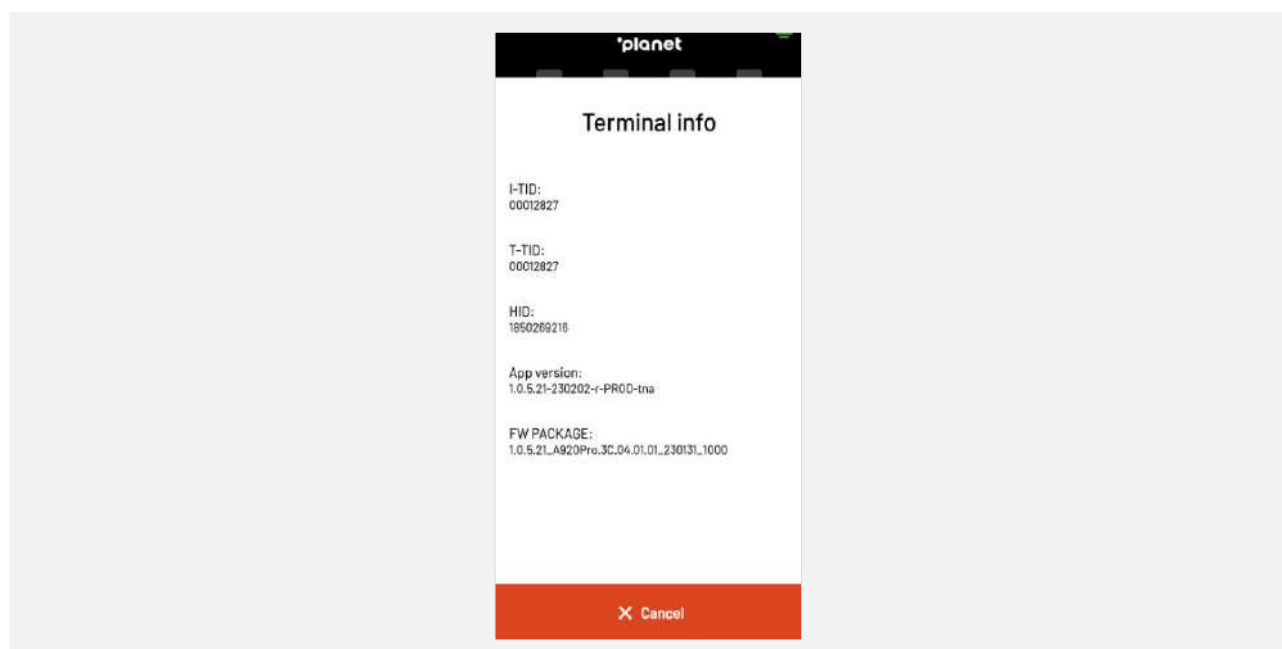 planet
Terminal info
I-TID:
00012827
T-TID:
00012827
HID:
1850269216
App version:
1.0.5.21-230202-r-PROD-tna
FW PACKAGE:
1.0.5.21_A920Pro.3C.04.01.01_230131_1000
Cancel